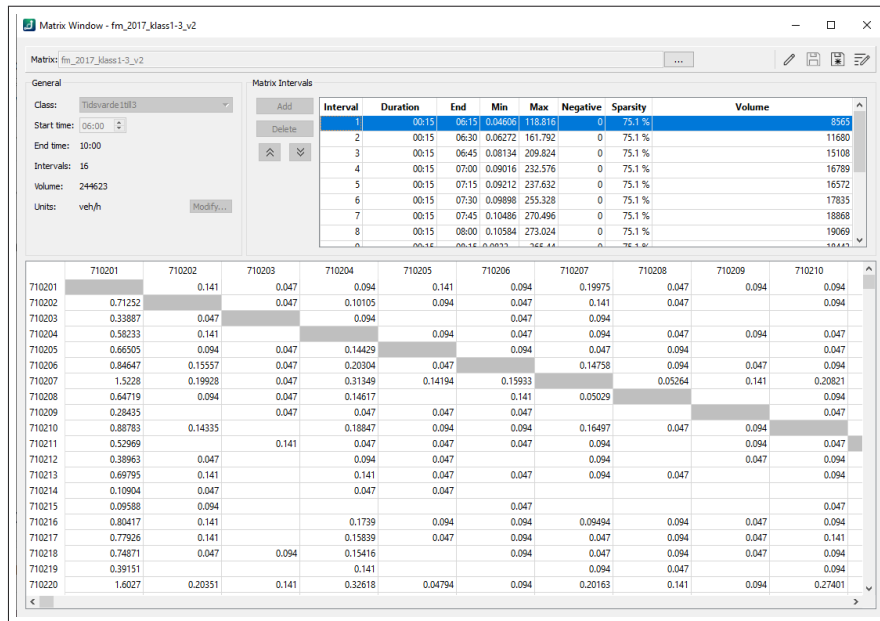 Matrix Window - fm_2017_klass1-3_v2
Matrix: fm_2017_klass1-3_v2 ...
General
Class: Tidsvarde1till3
Start time: 06:00
End time: 10:00
Intervals: 16
Volume: 244623
Units: veh/h Modify...
Matrix Intervals
Add
Delete
Interval Duration End Min Max Negative Sparsity Volume
1 00:15 06:15 0.04606 118.816 0 75.1 % 8565
2 00:15 06:30 0.06272 161.792 0 75.1 % 11680
3 00:15 06:45 0.08134 209.824 0 75.1 % 15108
4 00:15 07:00 0.09016 232.576 0 75.1 % 16789
5 00:15 07:15 0.09212 237.632 0 75.1 % 16572
6 00:15 07:30 0.09898 255.328 0 75.1 % 17835
7 00:15 07:45 0.10486 270.496 0 75.1 % 18868
8 00:15 08:00 0.10584 273.024 0 75.1 % 19069
710201 710202 710203 710204 710205 710206 710207 710208 710209 710210
710201 0.141 0.047 0.094 0.141 0.094 0.19975 0.047 0.094 0.094
710202 0.71252 0.047 0.10105 0.094 0.047 0.141 0.047 0.094
710203 0.33887 0.047 0.094 0.047 0.094
710204 0.58233 0.141 0.094 0.047 0.094 0.047 0.094 0.047
710205 0.66505 0.094 0.047 0.14429 0.094 0.047 0.094 0.047
710206 0.84647 0.15557 0.047 0.20304 0.047 0.14758 0.094 0.047 0.094
710207 1.5228 0.19928 0.047 0.31349 0.14194 0.15933 0.05264 0.141 0.20821
710208 0.64719 0.094 0.047 0.14617 0.141 0.05029 0.094
710209 0.28435 0.047 0.047 0.047 0.047 0.047
710210 0.88783 0.14335 0.18847 0.094 0.094 0.16497 0.047 0.094
710211 0.52969 0.141 0.047 0.047 0.047 0.094 0.094 0.047
710212 0.38963 0.047 0.094 0.047 0.094 0.047 0.094
710213 0.69795 0.141 0.141 0.047 0.047 0.094 0.047 0.094
710214 0.10904 0.047 0.047 0.047
710215 0.09588 0.094 0.047 0.047
710216 0.80417 0.141 0.1739 0.094 0.094 0.09494 0.094 0.047 0.094
710217 0.77926 0.141 0.15839 0.047 0.094 0.047 0.094 0.047 0.141
710218 0.74871 0.047 0.094 0.15416 0.094 0.047 0.094 0.047 0.094
710219 0.39151 0.141 0.094 0.047 0.094
710220 1.6027 0.20351 0.141 0.32618 0.04794 0.094 0.20163 0.141 0.094 0.27401